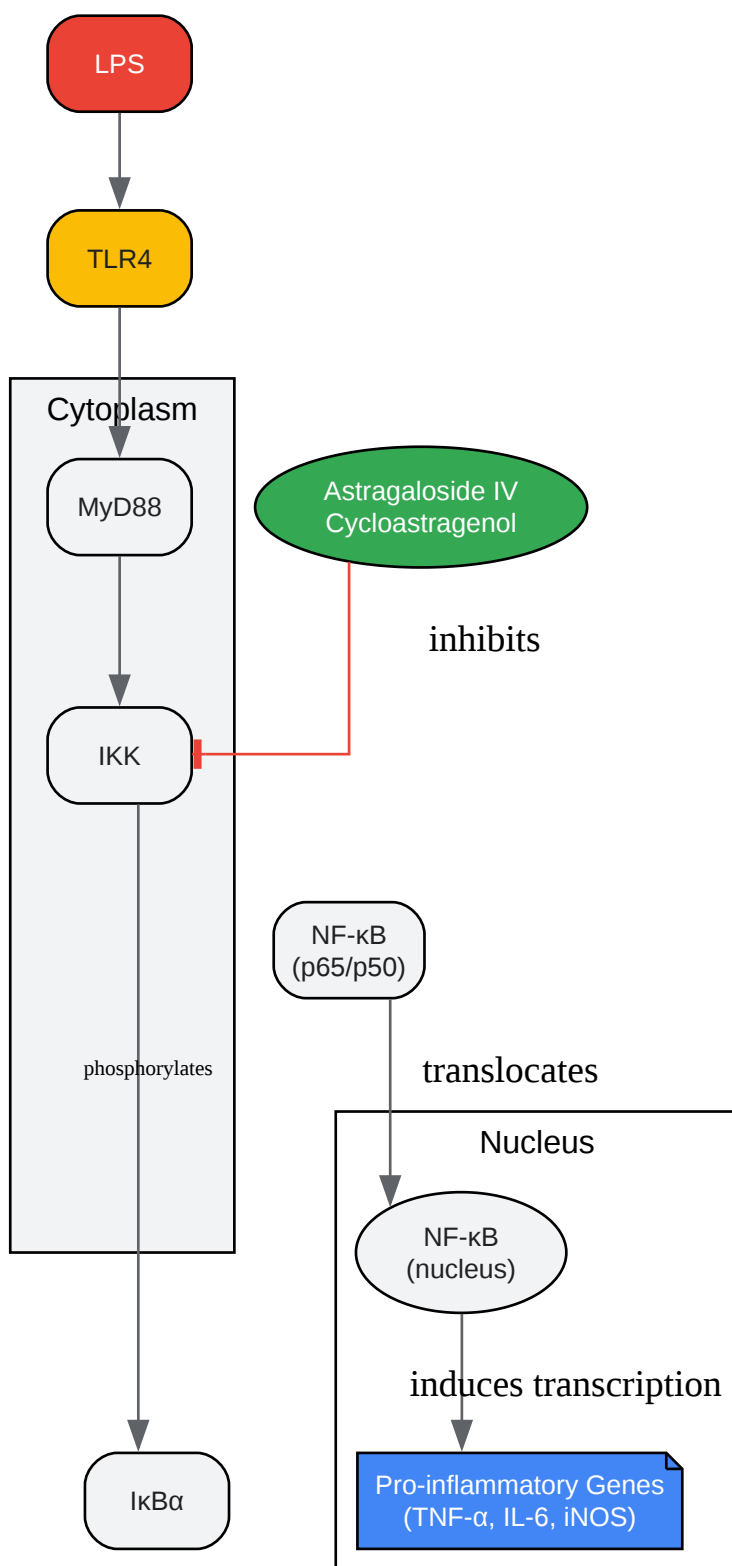 LPS
TLR4
Cytoplasm
MyD88
Astragaloside IV
Cycloastragenol
inhibits
IKK
NF-κB
(p65/p50)
phosphorylates
translocates
Nucleus
NF-κB
(nucleus)
induces transcription
IκBα
Pro-inflammatory Genes
(TNF-α, IL-6, iNOS)